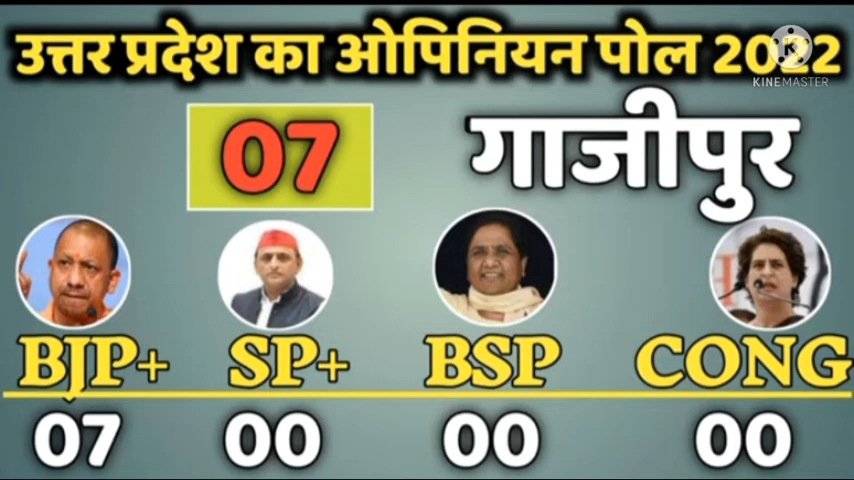 उत्तर प्रदेश का ओपिनियन पोल 2022
KINEMASTER
07 गाजीपुर
BJP+ SP+ BSP CONG
07 00 00 00